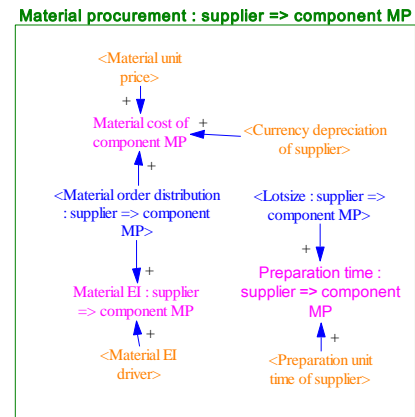 Material procurement : supplier => component MP
<Material unit
price>
+
+
Material cost of
component MP
<Currency depreciation
of supplier>
+
<Material order distribution
: supplier => component
MP>
<Lotsize : supplier =>
component MP>
+
+
Material EI : supplier
=> component MP
Preparation time :
supplier => component
MP
+
+
<Material EI
driver>
<Preparation unit
time of supplier>